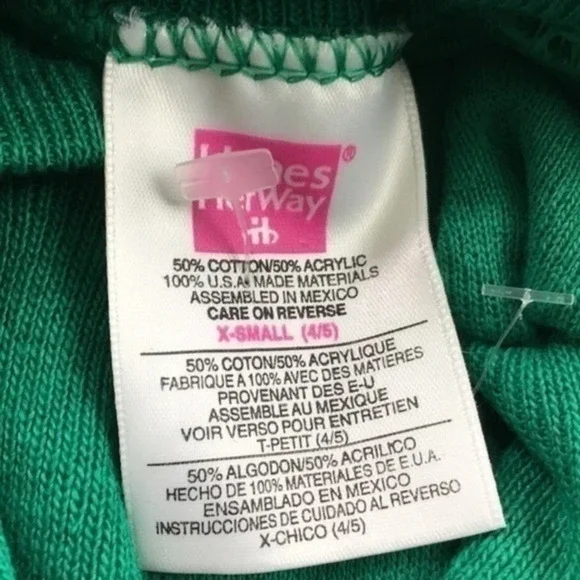 Hanes
HerWay
®
50% COTTON/50% ACRYLIC
100% U.S.A. MADE MATERIALS
ASSEMBLED IN MEXICO
CARE ON REVERSE
X-SMALL (4/5)
50% COTON/50% ACRYLIQUE
FABRIQUE A 100% AVEC DES MATIERES
PROVENANT DES E-U
ASSEMBLE AU MEXIQUE
VOIR VERSO POUR ENTRETIEN
T-PETIT (4/5)
50% ALGODON/50% ACRILICO
HECHO DE 100% MATERIALES DE E.U.A.
ENSAMBLADO EN MEXICO
INSTRUCCIONES DE CUIDADO AL REVERSO
X-CHICO (4/5)